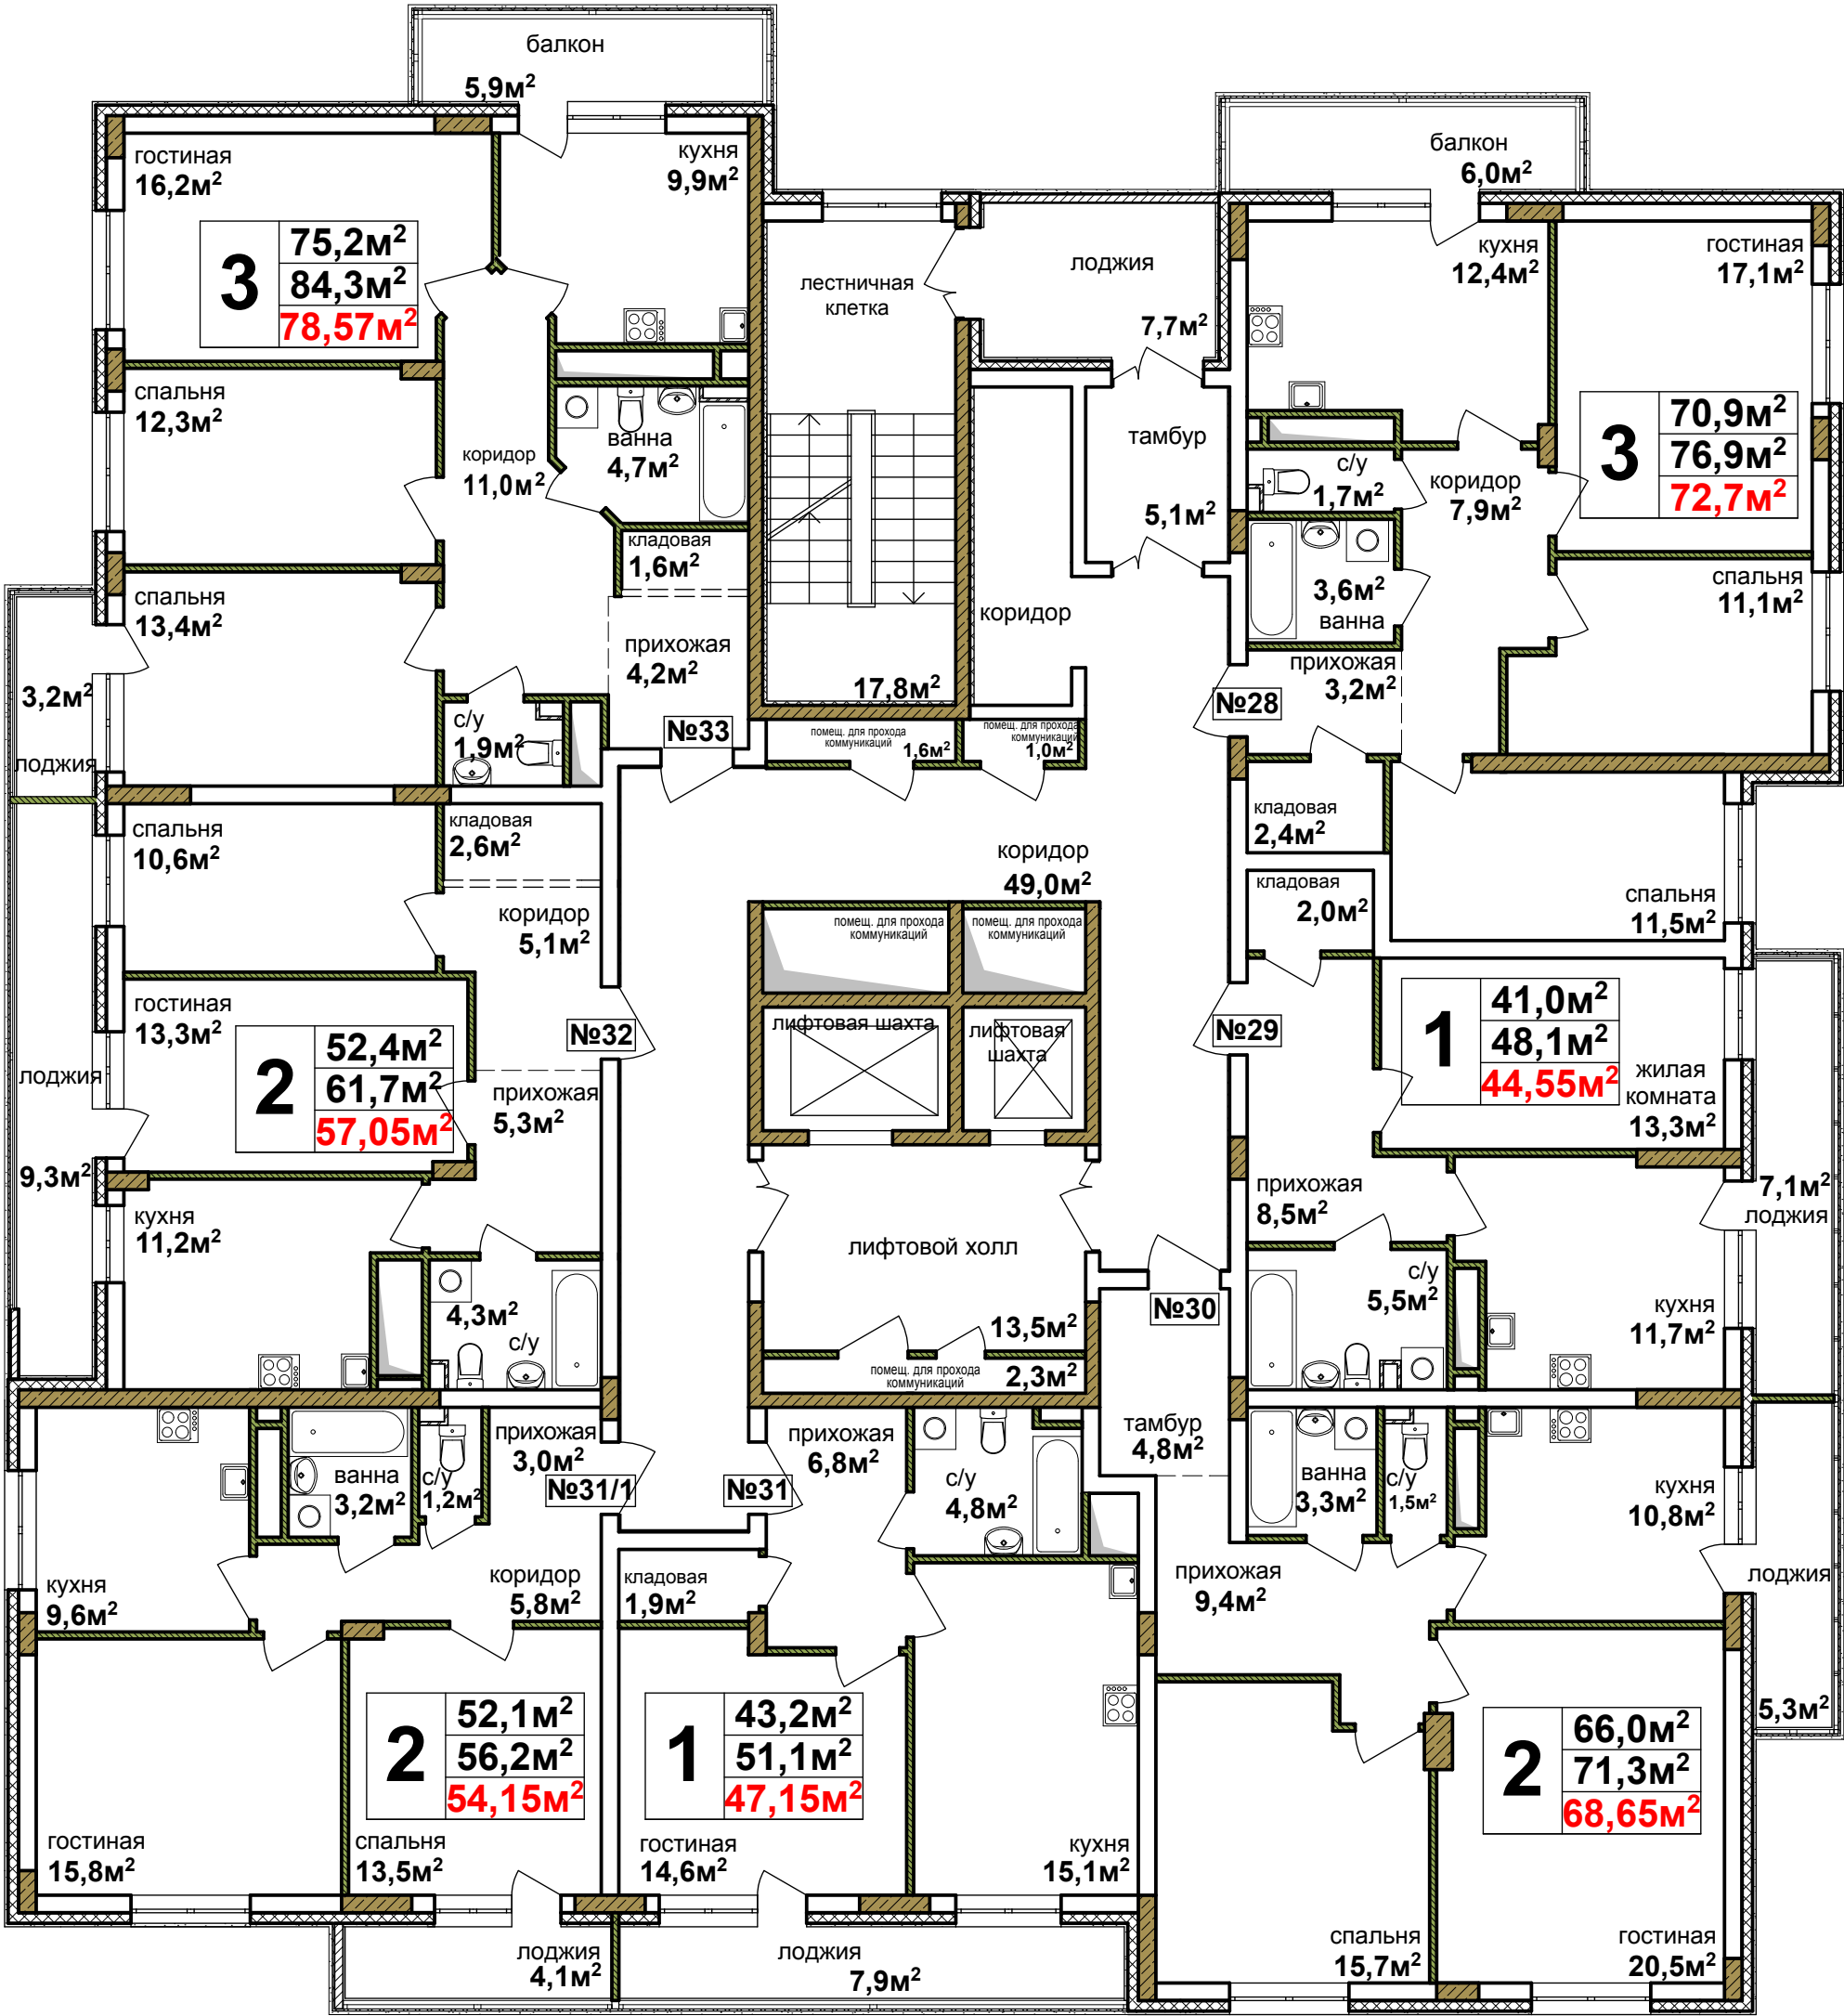 балкон
5,9м²
гостиная
16,2м²
кухня
9,9м²
3
75,2м²
84,3м²
78,57м²
спальня
12,3м²
коридор
11,0м²
ванна
4,7м²
кладовая
1,6м²
спальня
13,4м²
прихожая
4,2м²
3,2м²
лоджия
с/у
1,9м²
№33
лестничная
клетка
17,8м²
лоджия
7,7м²
тамбур
5,1м²
коридор
помещ. для прохода
коммуникаций
1,6м²
помещ. для прохода
коммуникаций
1,0м²
балкон
6,0м²
кухня
12,4м²
гостиная
17,1м²
3
70,9м²
76,9м²
72,7м²
с/у
1,7м²
коридор
7,9м²
3,6м²
ванна
спальня
11,1м²
прихожая
3,2м²
№28
кладовая
2,4м²
спальня
11,5м²
спальня
10,6м²
кладовая
2,6м²
коридор
5,1м²
гостиная
13,3м²
2
52,4м²
61,7м²
57,05м²
№32
лоджия
9,3м²
прихожая
5,3м²
кухня
11,2м²
4,3м²
с/у
коридор
49,0м²
помещ. для прохода
коммуникаций
помещ. для прохода
коммуникаций
лифтовая шахта
лифтовая
шахта
лифтовой холл
13,5м²
помещ. для прохода
коммуникаций
2,3м²
кладовая
2,0м²
№29
1
41,0м²
48,1м²
44,55м²
жилая
комната
13,3м²
прихожая
8,5м²
7,1м²
лоджия
с/у
5,5м²
кухня
11,7м²
№30
тамбур
4,8м²
прихожая
3,0м²
№31/1
ванна
3,2м²
с/у
1,2м²
кухня
9,6м²
коридор
5,8м²
гостиная
15,8м²
2
52,1м²
56,2м²
54,15м²
спальня
13,5м²
лоджия
4,1м²
прихожая
6,8м²
№31
с/у
4,8м²
кладовая
1,9м²
1
43,2м²
51,1м²
47,15м²
гостиная
14,6м²
кухня
15,1м²
лоджия
7,9м²
ванна
3,3м²
с/у
1,5м²
кухня
10,8м²
прихожая
9,4м²
лоджия
5,3м²
2
66,0м²
71,3м²
68,65м²
спальня
15,7м²
гостиная
20,5м²